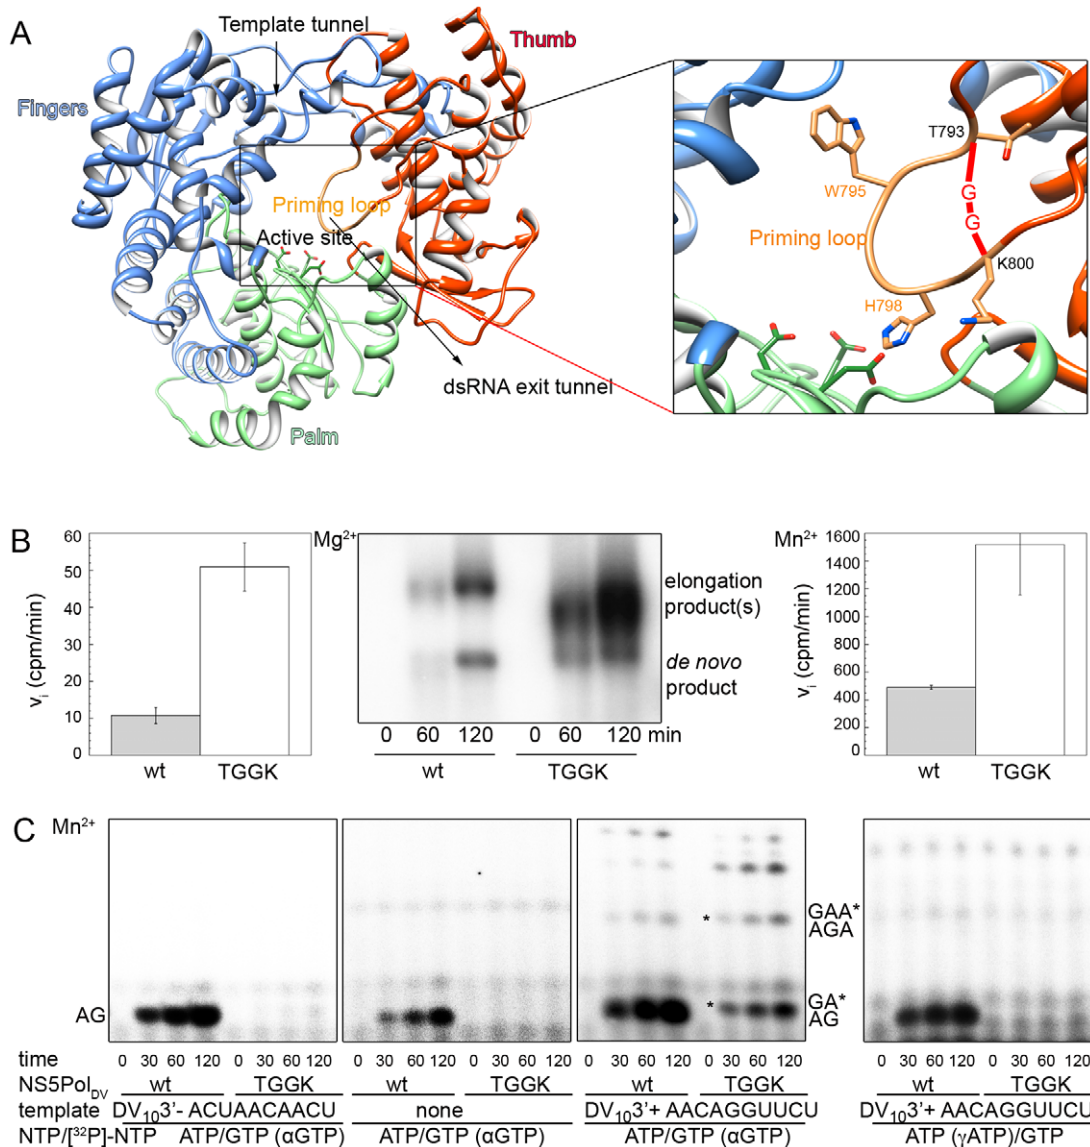 A
Template tunnel
Thumb
Fingers
Priming loop
Active site
dsRNA exit tunnel
Palm
T793
W795
G
G
Priming loop
K800
H798
B
60
50
40
30
20
10
0
vi (cpm/min)
wt
TGGK
Mg2+
elongation
product(s)
de novo
product
0 60 120 0 60 120 min
wt
TGGK
Mn2+
1600
1400
1200
1000
800
600
400
200
0
vi (cpm/min)
wt
TGGK
C
Mn2+
AG
*
*
GAA*
AGA
GA*
AG
time 0 30 60 120 0 30 60 120 0 30 60 120 0 30 60 120 0 30 60 120 0 30 60 120 0 30 60 120 0 30 60 120
NS5PolDV wt TGGK wt TGGK wt TGGK wt TGGK
template DV103'- ACUAACAACU none DV103'+ AACAGGUUCU DV103'+ AACAGGUUCU
NTP/[32P]-NTP ATP/GTP (αGTP) ATP/GTP (αGTP) ATP/GTP (αGTP) ATP (γATP)/GTP